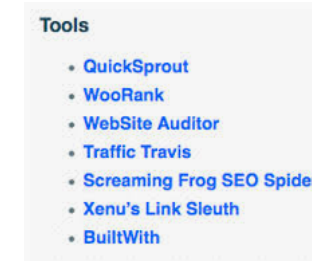 Tools
QuickSprout
WooRank
WebSite Auditor
Traffic Travis
Screaming Frog SEO Spide
Xenu's Link Sleuth
BuiltWith